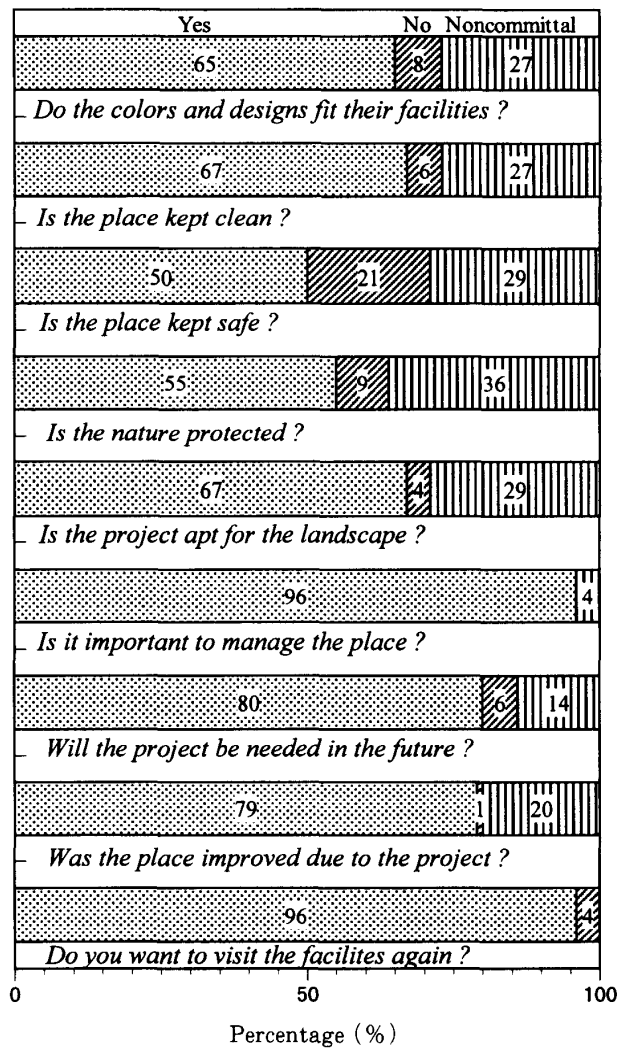 Yes No Noncommittal
65 8 27
Do the colors and designs fit their facilities ?
67 6 27
Is the place kept clean ?
50 21 29
Is the place kept safe ?
55 9 36
Is the nature protected ?
67 4 29
Is the project apt for the landscape ?
96 4
Is it important to manage the place ?
80 6 14
Will the project be needed in the future ?
79 1 20
Was the place improved due to the project ?
96 4
Do you want to visit the facilites again ?
0 50 100
Percentage (%)